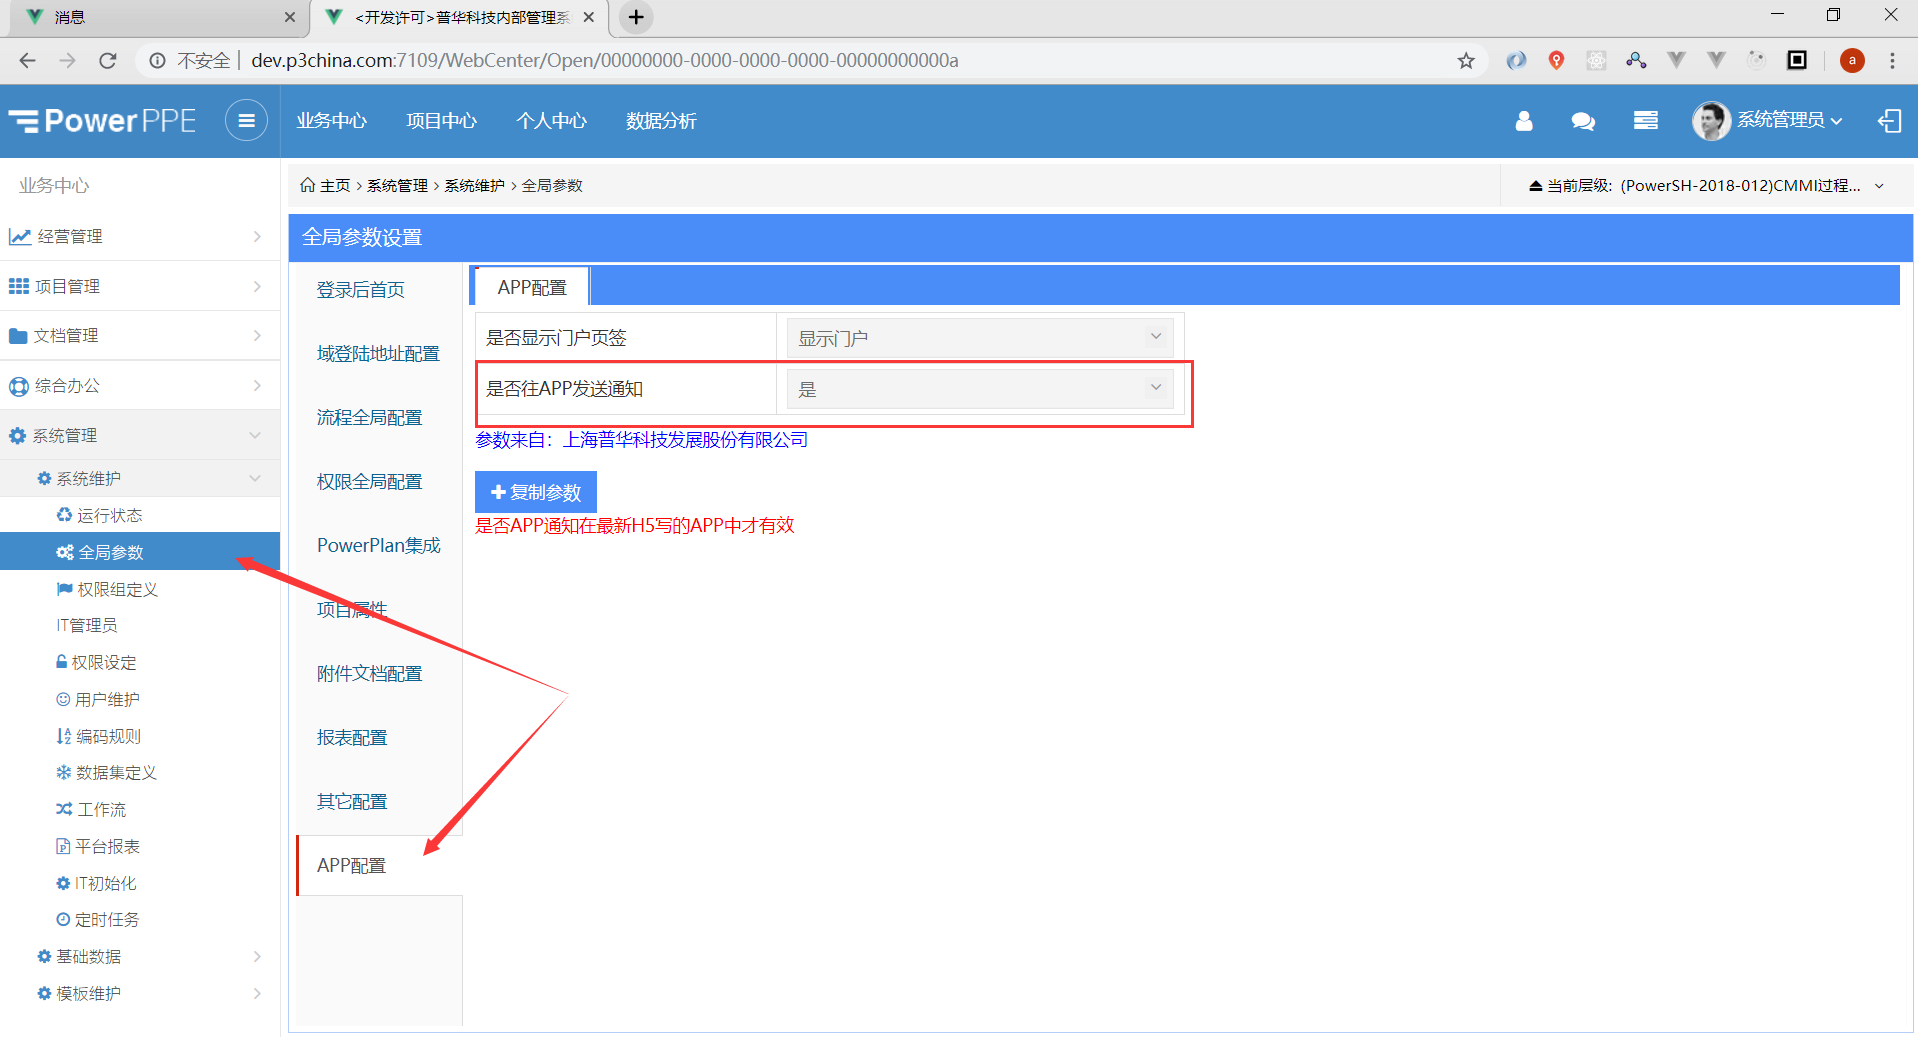 消息
<开发许可>普华科技内部管理系
不安全 | dev.p3china.com:7109/WebCenter/Open/00000000-0000-0000-0000-00000000000a
a
PowerPPE
业务中心
项目中心
个人中心
数据分析
系统管理员
业务中心
经营管理
项目管理
文档管理
综合办公
系统管理
系统维护
运行状态
全局参数
权限组定义
IT管理员
权限设定
用户维护
编码规则
数据集定义
工作流
平台报表
IT初始化
定时任务
基础数据
模板维护
主页 > 系统管理 > 系统维护 > 全局参数
当前层级: (PowerSH-2018-012)CMMI过程...
全局参数设置
登录后首页
域登陆地址配置
流程全局配置
权限全局配置
PowerPlan集成
项目属性
附件文档配置
报表配置
其它配置
APP配置
APP配置
是否显示门户页签
显示门户
是否往APP发送通知
是
参数来自：上海普华科技发展股份有限公司
复制参数
是否APP通知在最新H5写的APP中才有效